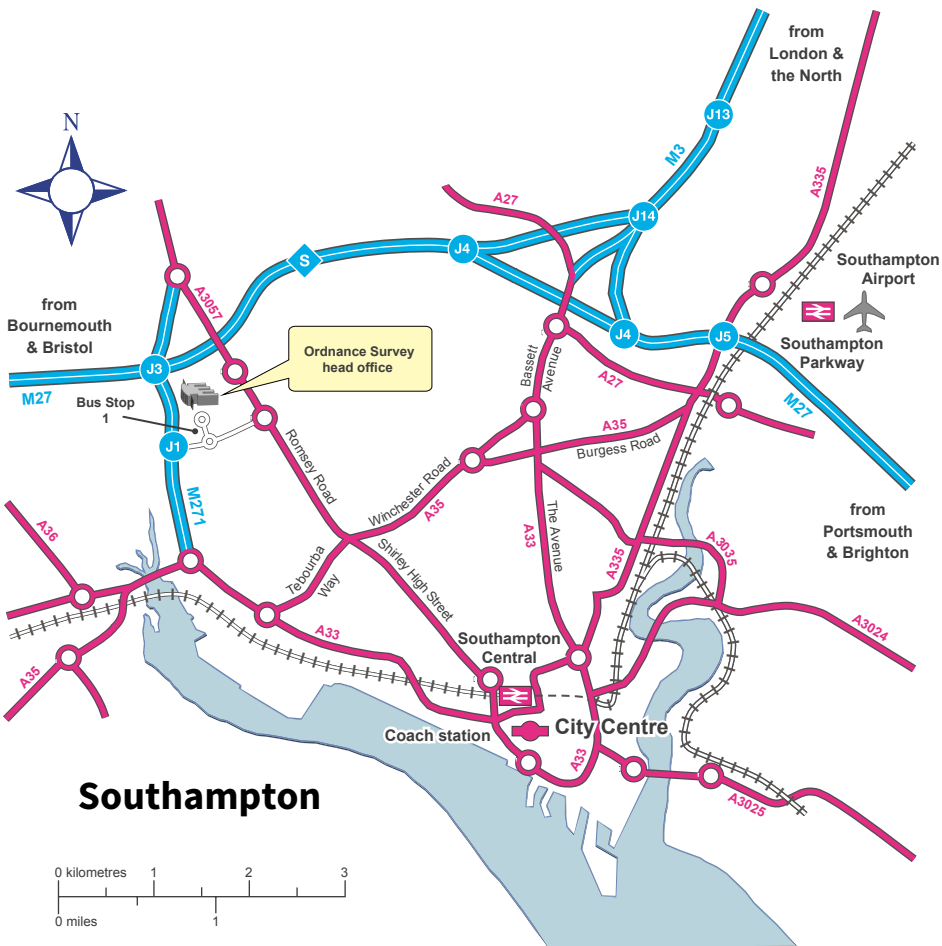 from
London &
the North
N
J13
M3
A335
A27
J14
J4
S
Southampton
Airport
A3057
from
Bournemouth
& Bristol
Ordnance Survey
head office
J4
J5
Southampton
Parkway
J3
M27
Bassett
Avenue
A27
M27
Bus Stop
1
J1
Romsey Road
A35
Burgess Road
Winchester Road
A35
M271
A36
The Avenue
A33
from
Portsmouth
& Brighton
A3035
Tebourba
Way
Shirley High Street
A335
A33
Southampton
Central
A3024
A35
City Centre
Coach station
A33
A3025
Southampton
0 kilometres 1 2 3
0 miles 1